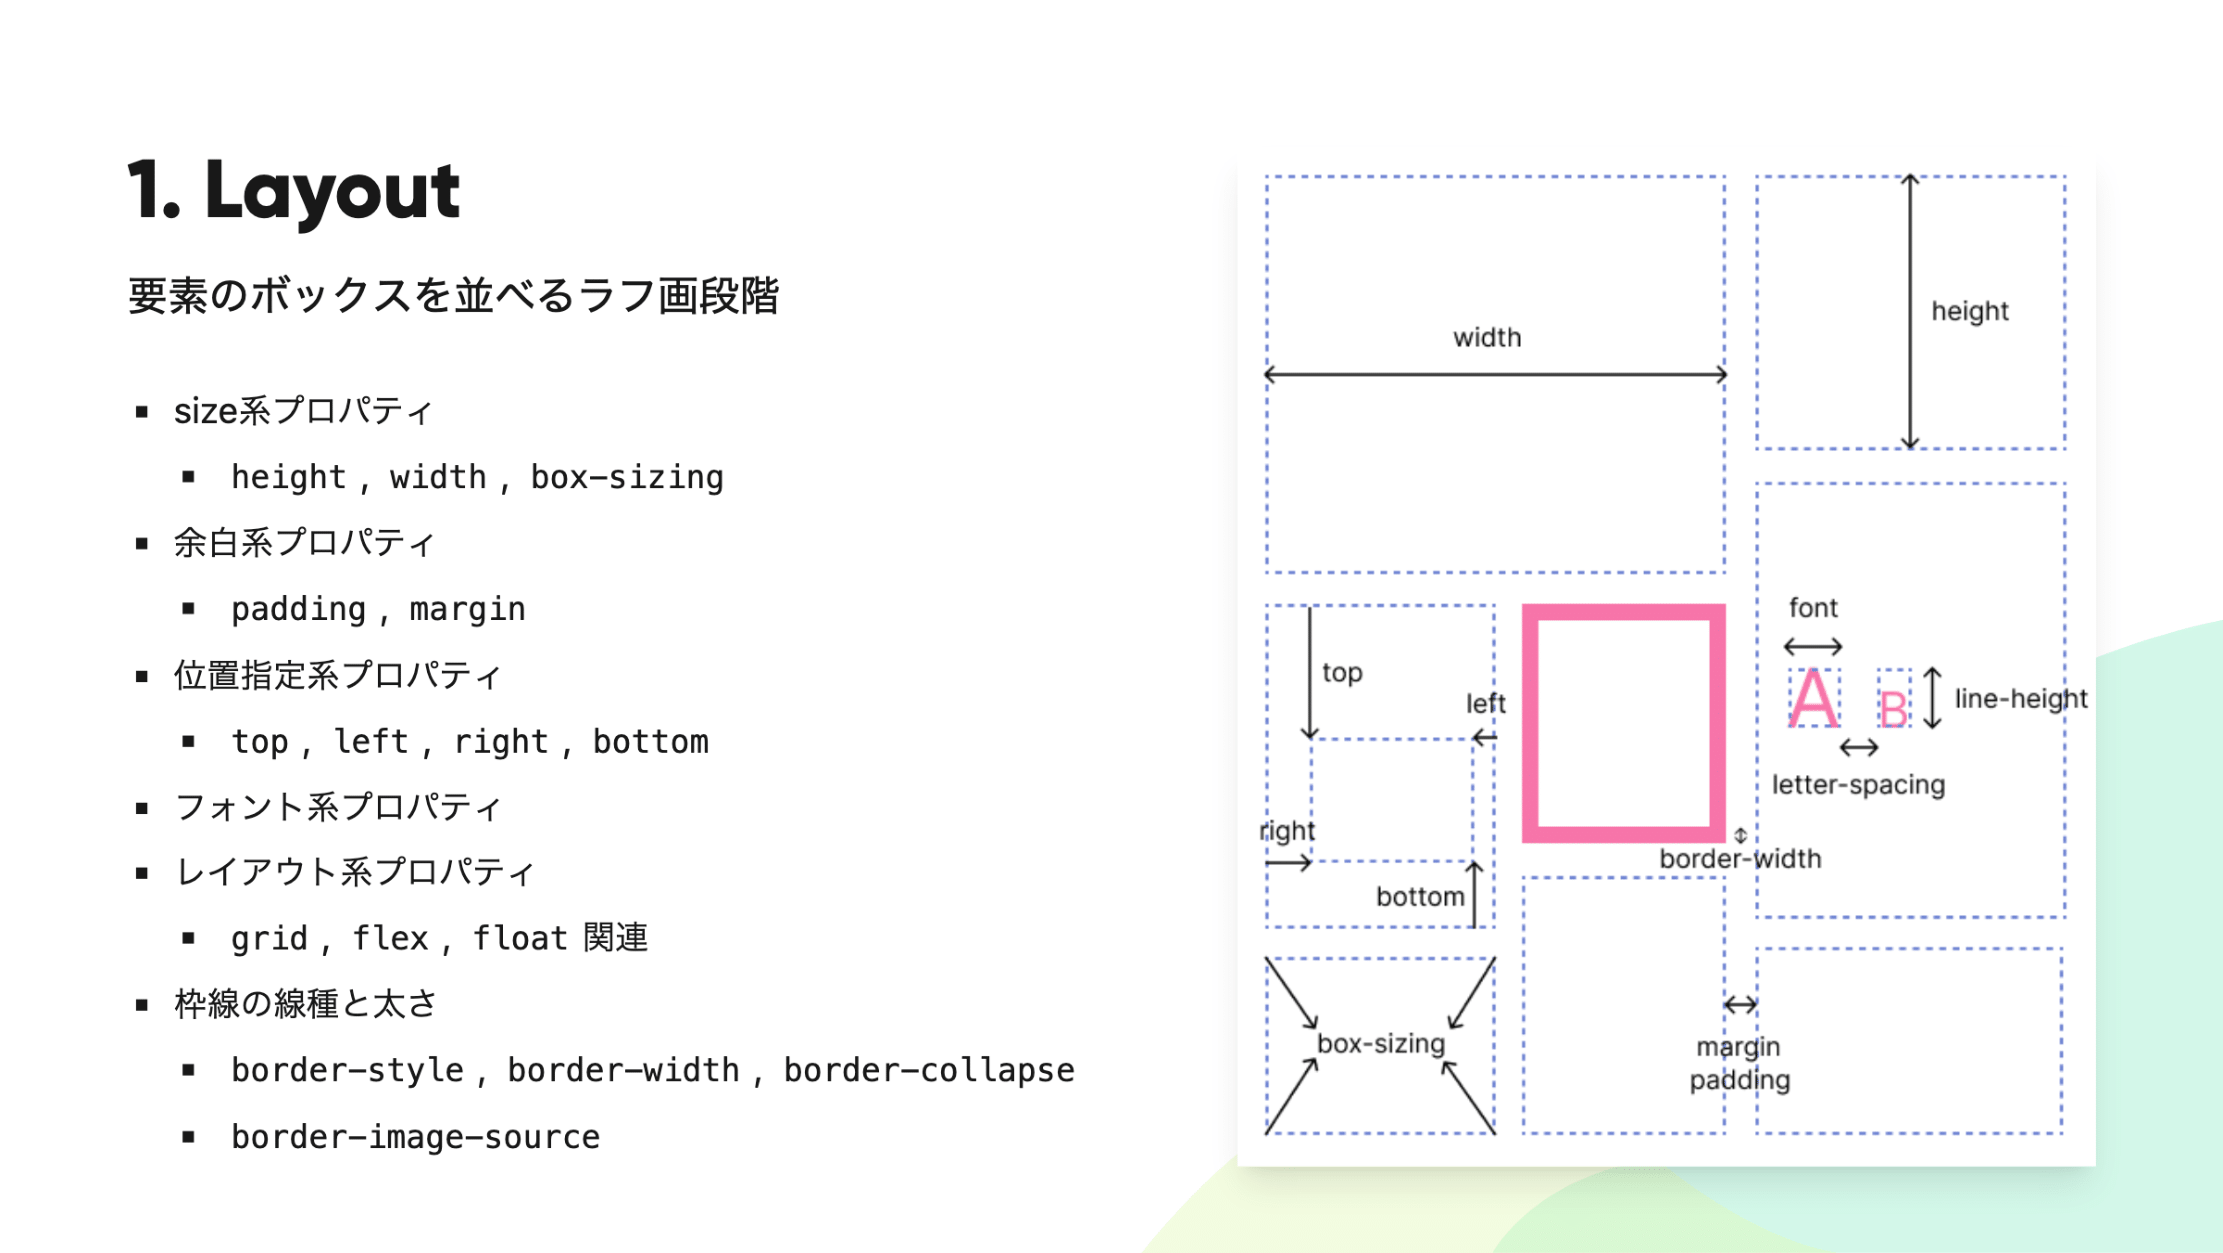 1. Layout
要素のボックスを並べるラフ画段階
▪ size系プロパティ
▪ height , width , box-sizing
▪ 余白系プロパティ
▪ padding , margin
▪ 位置指定系プロパティ
▪ top , left , right , bottom
▪ フォント系プロパティ
▪ レイアウト系プロパティ
▪ grid , flex , float 関連
▪ 枠線の線種と太さ
▪ border-style , border-width , border-collapse
▪ border-image-source
width
height
top
left
right
bottom
font
A B
line-height
letter-spacing
border-width
box-sizing
margin
padding